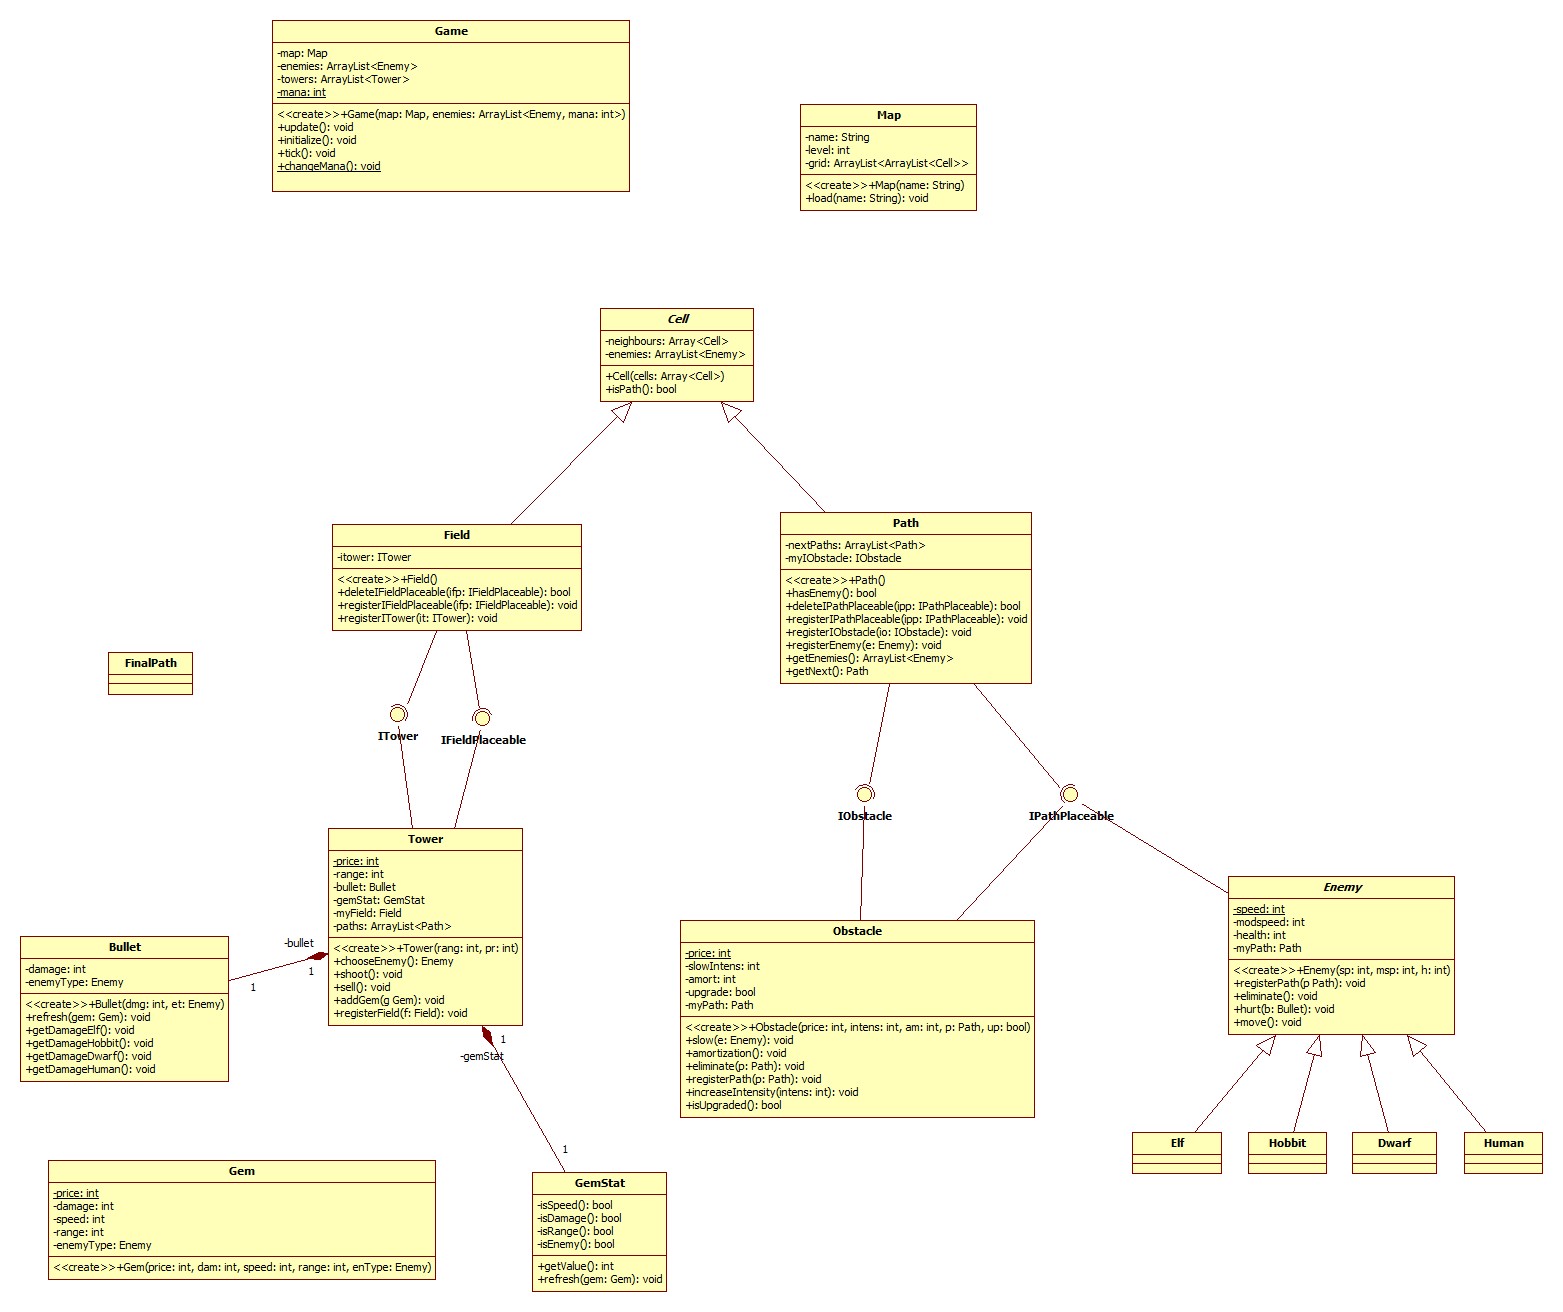 Game
-map: Map
-enemies: ArrayList<Enemy>
-towers: ArrayList<Tower>
-mana: int
<<create>>+Game(map: Map, enemies: ArrayList<Enemy, mana: int>)
+update(): void
+initialize(): void
+tick(): void
+changeMana(): void
Map
-name: String
-level: int
-grid: ArrayList<ArrayList<Cell>>
<<create>>+Map(name: String)
+load(name: String): void
Cell
-neighbours: Array<Cell>
-enemies: ArrayList<Enemy>
+Cell(cells: Array<Cell>)
+isPath(): bool
Field
-itower: ITower
<<create>>+Field()
+deleteIFieldPlaceable(ifp: IFieldPlaceable): bool
+registerIFieldPlaceable(ifp: IFieldPlaceable): void
+registerITower(it: ITower): void
Path
-nextPaths: ArrayList<Path>
-myIObstacle: IObstacle
<<create>>+Path()
+hasEnemy(): bool
+deleteIPathPlaceable(ipp: IPathPlaceable): bool
+registerIPathPlaceable(ipp: IPathPlaceable): void
+registerIObstacle(io: IObstacle): void
+registerEnemy(e: Enemy): void
+getEnemies(): ArrayList<Enemy>
+getNext(): Path
FinalPath
ITower
IFieldPlaceable
IObstacle
IPathPlaceable
Tower
-price: int
-range: int
-bullet: Bullet
-gemStat: GemStat
-myField: Field
-paths: ArrayList<Path>
<<create>>+Tower(rang: int, pr: int)
+chooseEnemy(): Enemy
+shoot(): void
+sell(): void
+addGem(g Gem): void
+registerField(f: Field): void
-bullet
1
1
Bullet
-damage: int
-enemyType: Enemy
<<create>>+Bullet(dmg: int, et: Enemy)
+refresh(gem: Gem): void
+getDamageElf(): void
+getDamageHobbit(): void
+getDamageDwarf(): void
+getDamageHuman(): void
Obstacle
-price: int
-slowIntens: int
-amort: int
-upgrade: bool
-myPath: Path
<<create>>+Obstacle(price: int, intens: int, am: int, p: Path, up: bool)
+slow(e: Enemy): void
+amortization(): void
+eliminate(p: Path): void
+registerPath(p: Path): void
+increaseIntensity(intens: int): void
+isUpgraded(): bool
Enemy
-speed: int
-modspeed: int
-health: int
-myPath: Path
<<create>>+Enemy(sp: int, msp: int, h: int)
+registerPath(p Path): void
+eliminate(): void
+hurt(b: Bullet): void
+move(): void
1
-gemStat
1
Elf
Hobbit
Dwarf
Human
Gem
-price: int
-damage: int
-speed: int
-range: int
-enemyType: Enemy
<<create>>+Gem(price: int, dam: int, speed: int, range: int, enType: Enemy)
GemStat
-isSpeed(): bool
-isDamage(): bool
-isRange(): bool
-isEnemy(): bool
+getValue(): int
+refresh(gem: Gem): void